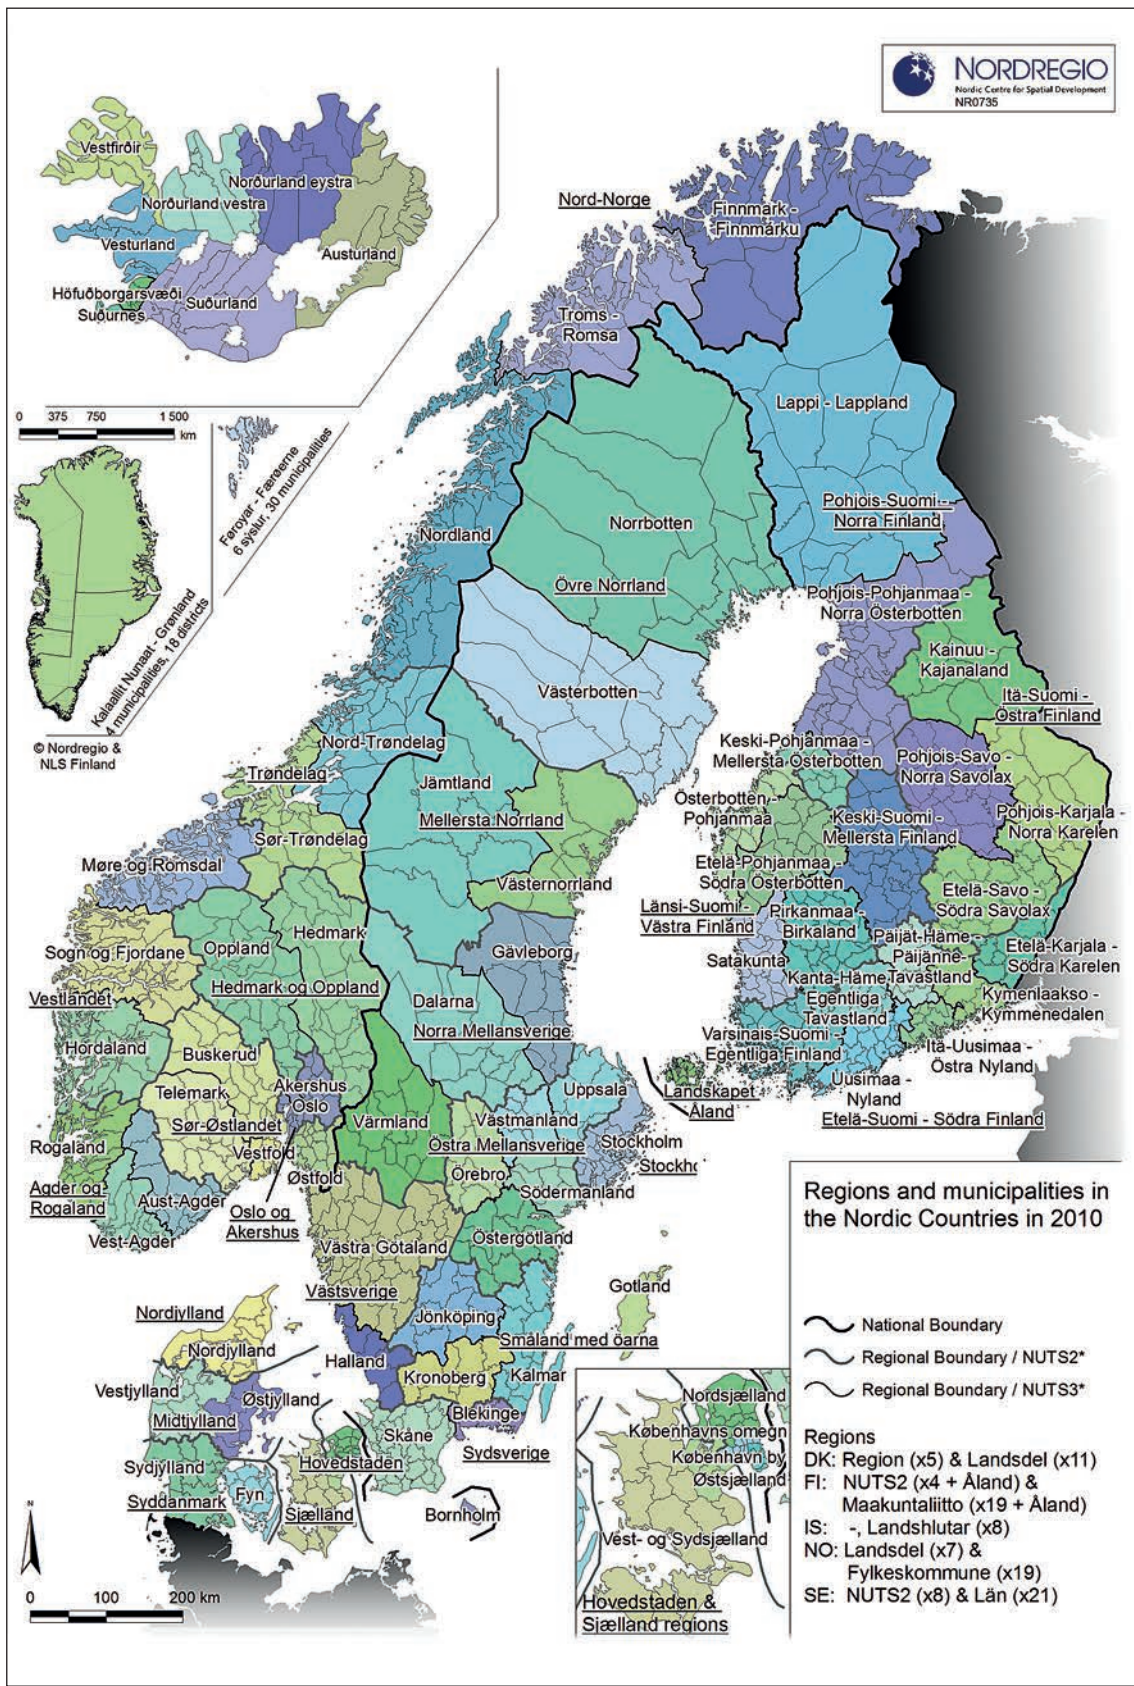 NORDREGIO
Nordic Centre for Spatial Development
NR0735
Vestfirðir
Norðurland eystra
Norðurland vestra
Vesturland
Austurland
Höfuðborgarsvæði
Suðurland
Suðurnes
0 375 750 1 500
km
Føroyar - Færøerne
6 sýslur, 30 municipalities
Kalaallit Nunaat - Grønland
4 municipalities, 18 districts
© Nordregio &
NLS Finland
Nord-Norge
Finnmark -
Finnmárku
Troms -
Romsa
Lappi - Lappland
Pohjois-Suomi -
Norra Finland
Norrbotten
Nordland
Övre Norrland
Pohjois-Pohjanmaa -
Norra Österbotten
Kainuu -
Kajanaland
Itä-Suomi -
Östra Finland
Västerbotten
Nord-Trøndelag
Trøndelag
Jämtland
Mellersta Norrland
Keski-Pohjanmaa -
Mellersta Österbotten
Pohjois-Savo -
Norra Savolax
Österbotten -
Pohjanmaa
Keski-Suomi -
Mellersta Finland
Pohjois-Karjala -
Norra Karelen
Sør-Trøndelag
Møre og Romsdal
Etelä-Pohjanmaa -
Södra Österbotten
Västernorrland
Etelä-Savo -
Södra Savolax
Länsi-Suomi -
Västra Finland
Pirkanmaa -
Birkaland
Hedmark
Oppland
Sogn og Fjordane
Gävleborg
Satakunta
Päijät-Häme -
Päijänne-
Tavastland
Etelä-Karjala -
Södra Karelen
Hedmark og Oppland
Vestlandet
Dalarna
Norra Mellansverige
Kanta-Häme
Egentliga
Tavastland
Kymenlaakso -
Kymmenedalen
Varsinais-Suomi -
Egentliga Finland
Itä-Uusimaa -
Östra Nyland
Hordaland
Buskerud
Telemark
Akershus
Oslo
Sør-Østlandet
Värmland
Uppsala
Västmanland
Landskapet -
Åland
Uusimaa -
Nyland
Etelä-Suomi - Södra Finland
Östra Mellansverige
Stockholm
Stockho
Rogaland
Vestfold
Østfold
Örebro
Södermanland
Agder og
Rogaland
Aust-Agder
Vest-Agder
Oslo og
Akershus
Västra Götaland
Östergötland
Västsverige
Gotland
Nordjylland
Nordjylland
Jönköping
Småland med öarna
Halland
Kronoberg
Kalmar
Vestjylland
Østjylland
Midtjylland
Blekinge
Skåne
Sydsverige
Sydjylland
Hovedstaden
Syddanmark
Fyn
Sjælland
Bornholm
N
0 100 200 km
Nordsjælland
Københavns omegn
København by
Østsjælland
Vest- og Sydsjælland
Hovedstaden &
Sjælland regions
Regions and municipalities in
the Nordic Countries in 2010
National Boundary
Regional Boundary / NUTS2*
Regional Boundary / NUTS3*
Regions
DK: Region (x5) & Landsdel (x11)
FI: NUTS2 (x4 + Åland) &
Maakuntaliitto (x19 + Åland)
IS: -, Landshlutar (x8)
NO: Landsdel (x7) &
Fylkeskommune (x19)
SE: NUTS2 (x8) & Län (x21)